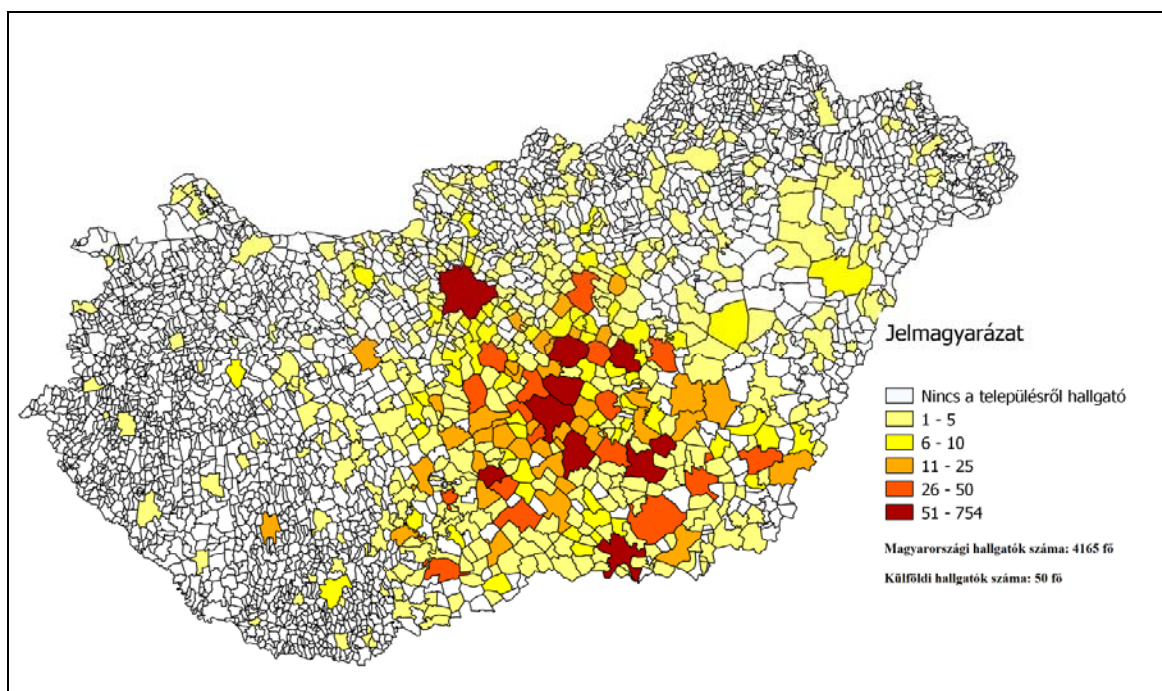 Jelmagyarázat
Nincs a településről hallgató
1 - 5
6 - 10
11 - 25
26 - 50
51 - 754
Magyarországi hallgatók száma: 4165 fő
Külföldi hallgatók száma: 50 fő